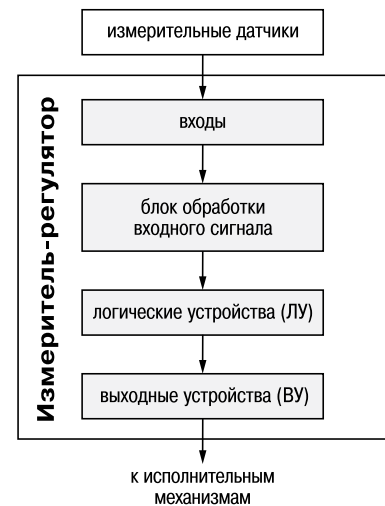 измерительные датчики
Измеритель-регулятор
входы
блок обработки
входного сигнала
логические устройства (ЛУ)
выходные устройства (ВУ)
к исполнительным
механизмам